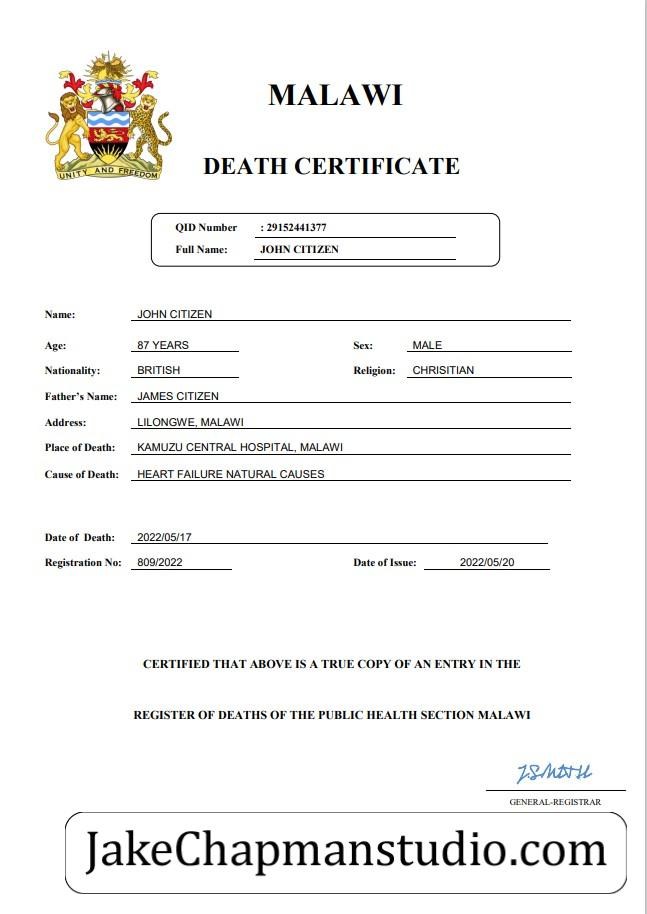 MALAWI
UNITY AND FREEDOM
DEATH CERTIFICATE
QID Number : 29152441377
Full Name: JOHN CITIZEN
Name: JOHN CITIZEN
Age: 87 YEARS Sex: MALE
Nationality: BRITISH Religion: CHRISITIAN
Father's Name: JAMES CITIZEN
Address: LILONGWE, MALAWI
Place of Death: KAMUZU CENTRAL HOSPITAL, MALAWI
Cause of Death: HEART FAILURE NATURAL CAUSES
Date of Death: 2022/05/17
Registration No: 809/2022 Date of Issue: 2022/05/20
CERTIFIED THAT ABOVE IS A TRUE COPY OF AN ENTRY IN THE
REGISTER OF DEATHS OF THE PUBLIC HEALTH SECTION MALAWI
GENERAL-REGISTRAR
JakeChapmanstudio.com